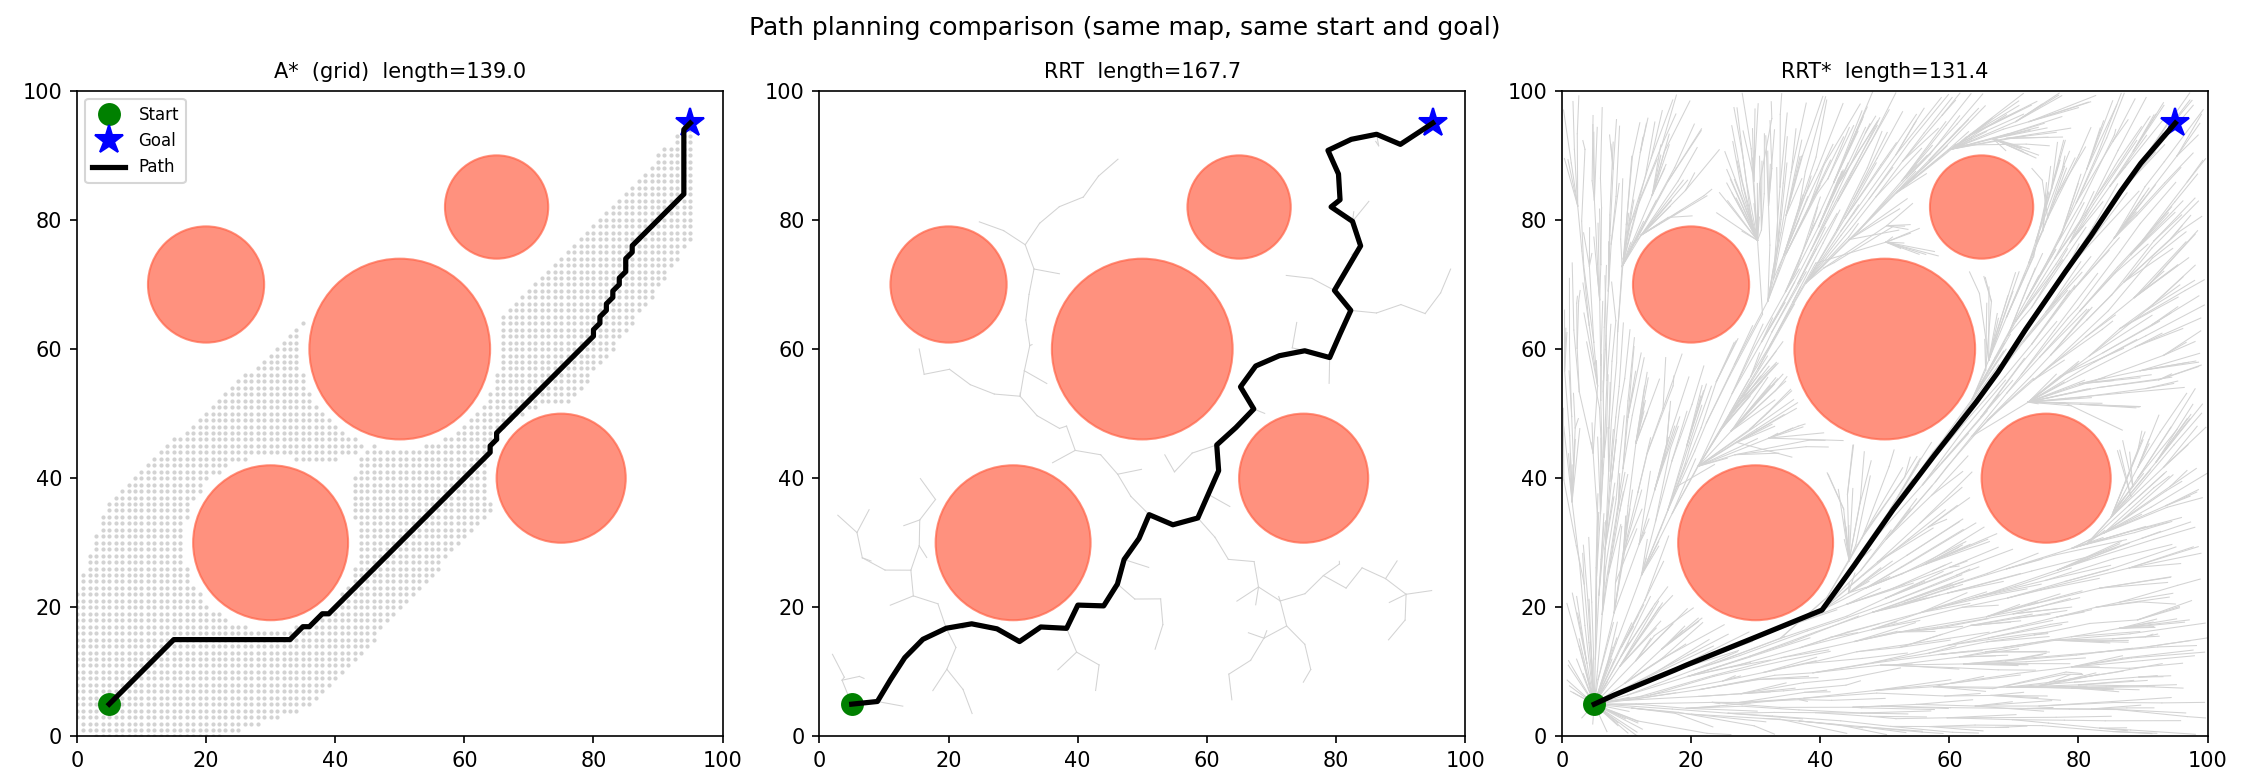 Path planning comparison (same map, same start and goal)
A* (grid) length=139.0
100
80
60
40
20
0
0 20 40 60 80 100
Start
Goal
Path
RRT length=167.7
100
80
60
40
20
0
0 20 40 60 80 100
RRT* length=131.4
100
80
60
40
20
0
0 20 40 60 80 100